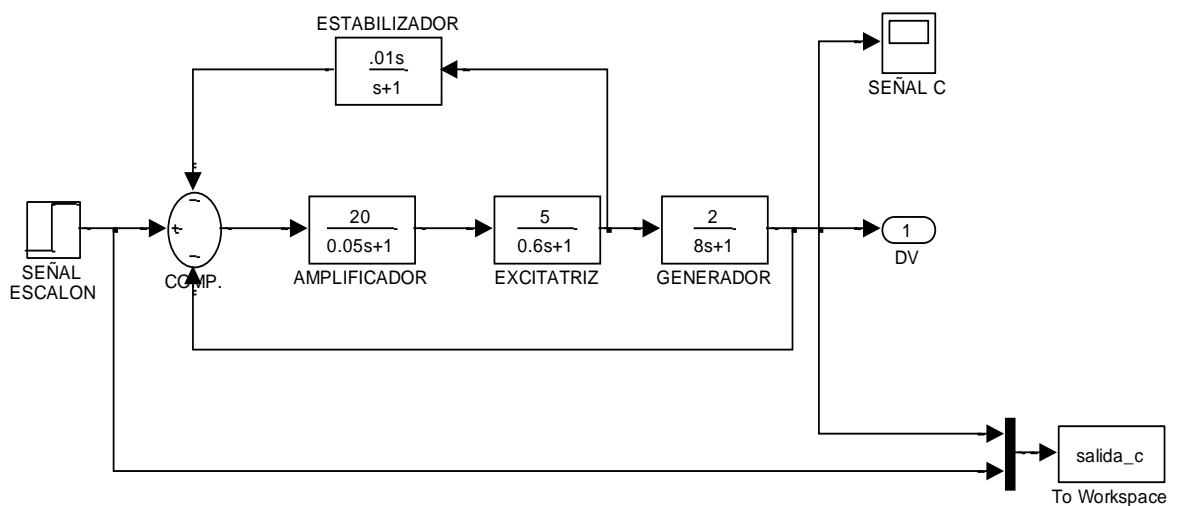 ESTABILIZADOR
.01s
s+1
SEÑAL C
SEÑAL
ESCALON
+
−
−
COMP.
20
0.05s+1
AMPLIFICADOR
5
0.6s+1
EXCITATRIZ
2
8s+1
GENERADOR
1
DV
salida_c
To Workspace